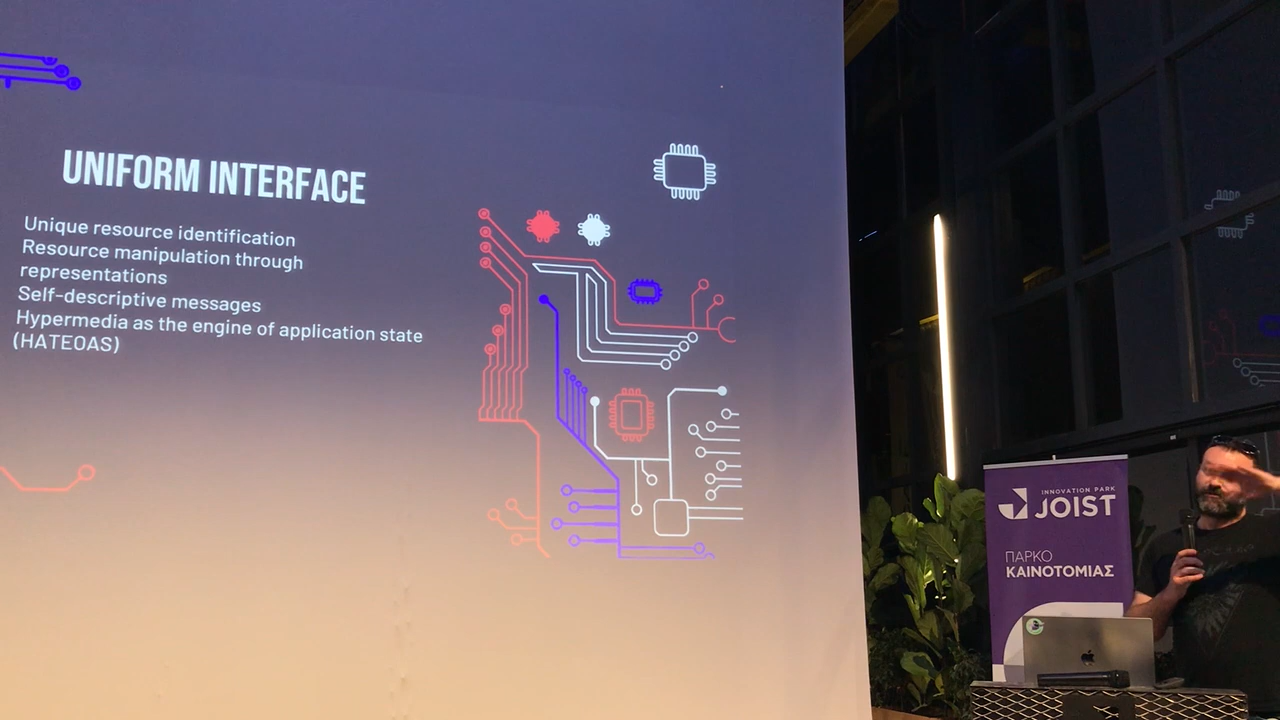 UNIFORM INTERFACE
Unique resource identification
Resource manipulation through
representations
Self-descriptive messages
Hypermedia as the engine of application state
(HATEOAS)
INNOVATION PARK
JOIST
ΠΑΡΚΟ
ΚΑΙΝΟΤΟΜΙΑΣ